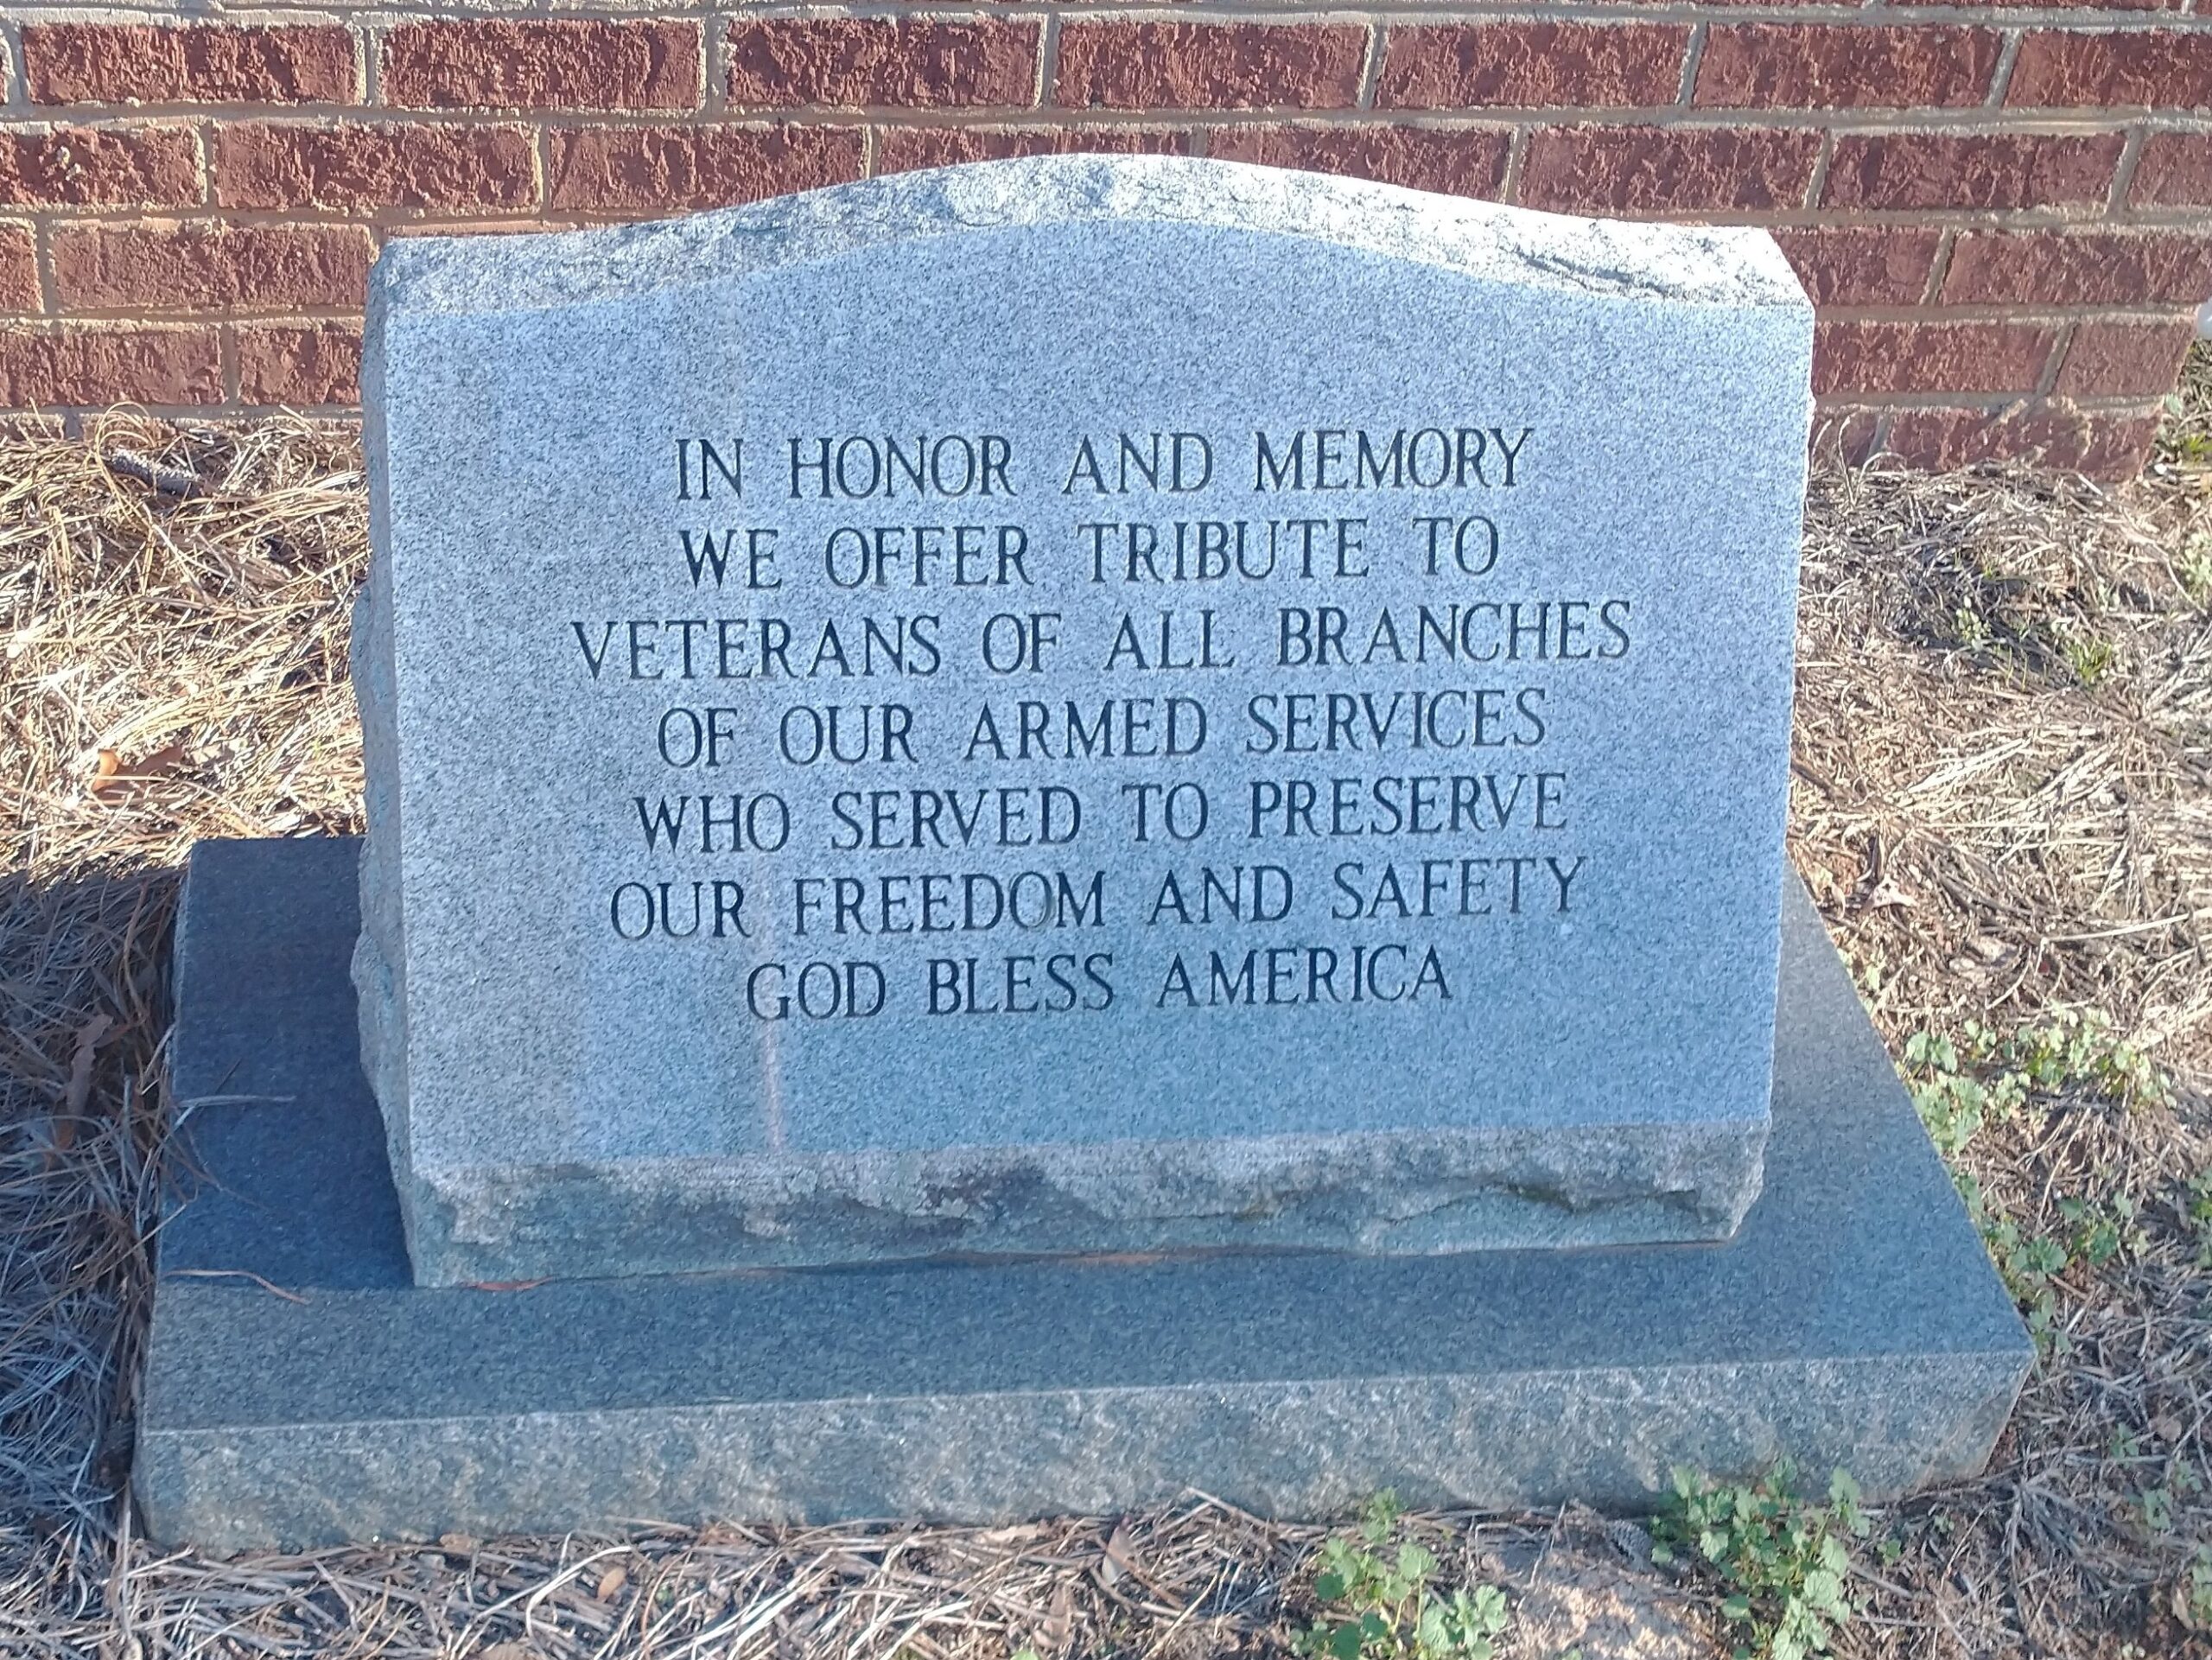 IN HONOR AND MEMORY
WE OFFER TRIBUTE TO
VETERANS OF ALL BRANCHES
OF OUR ARMED SERVICES
WHO SERVED TO PRESERVE
OUR FREEDOM AND SAFETY
GOD BLESS AMERICA